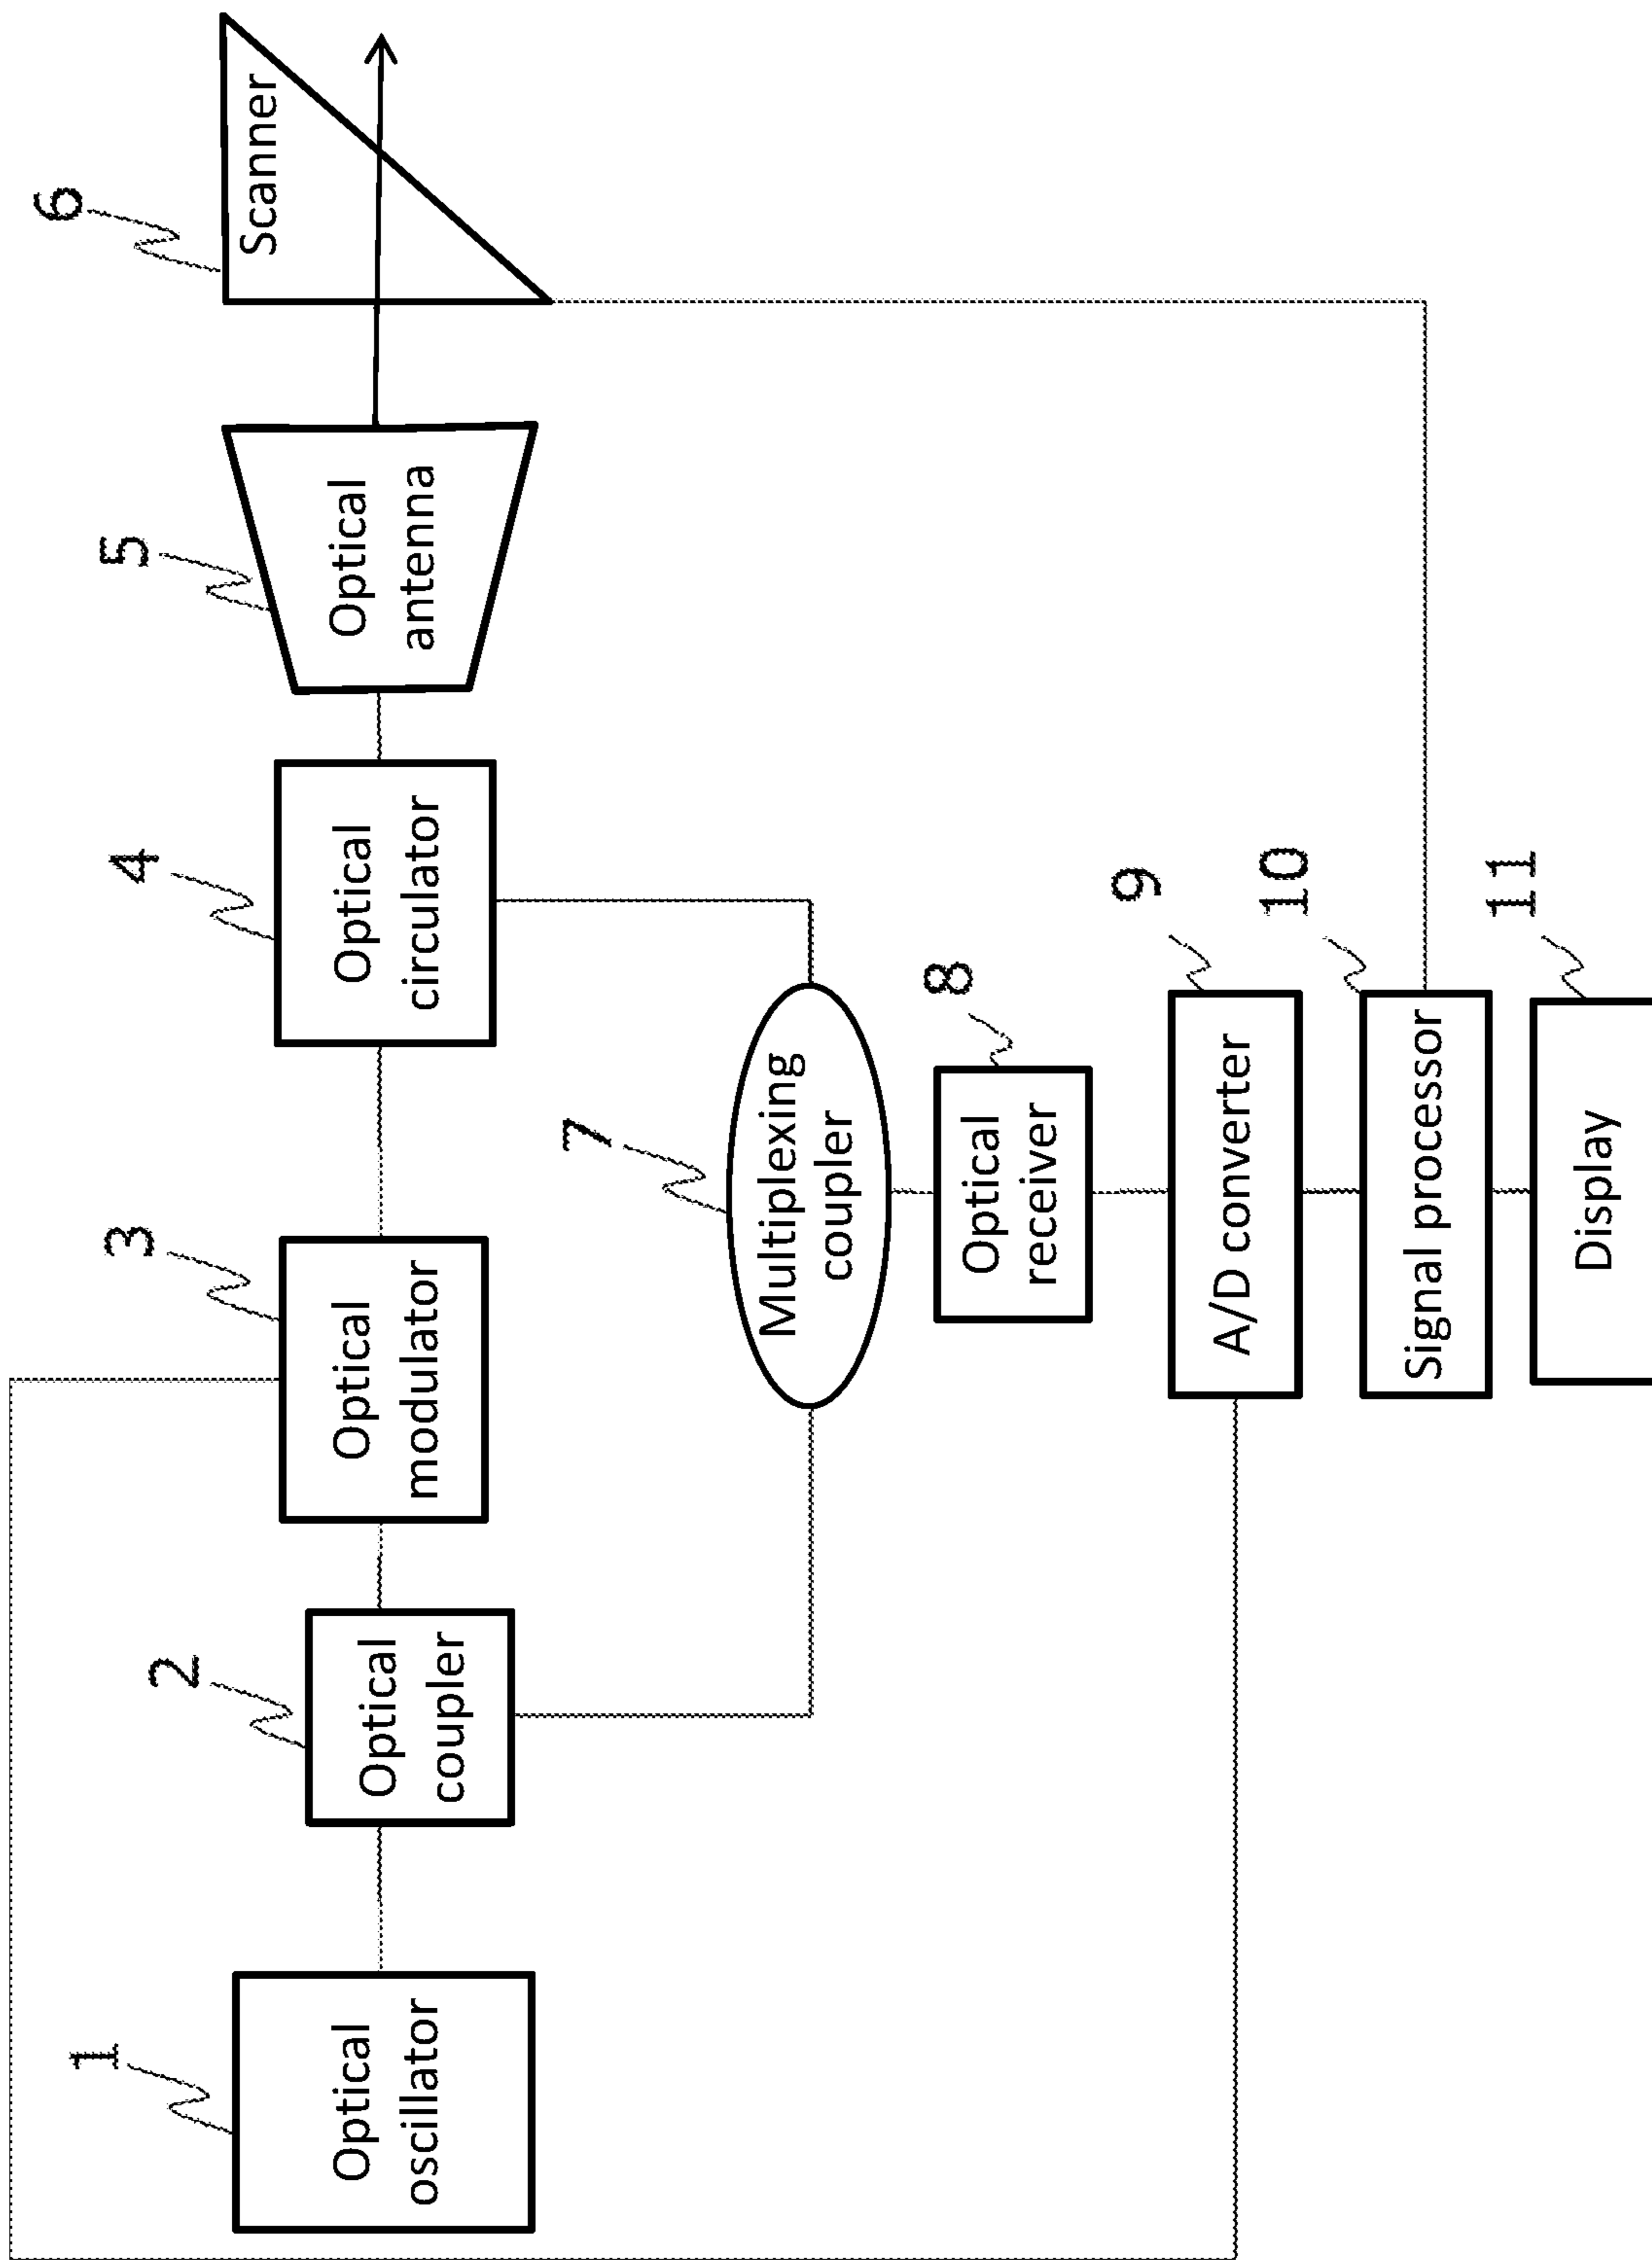 1
Optical
oscillator
2
Optical
coupler
3
Optical
modulator
4
Optical
circulator
5
Optical
antenna
6
Scanner
7
Multiplexing
coupler
8
Optical
receiver
9
A/D converter
10
Signal processor
11
Display